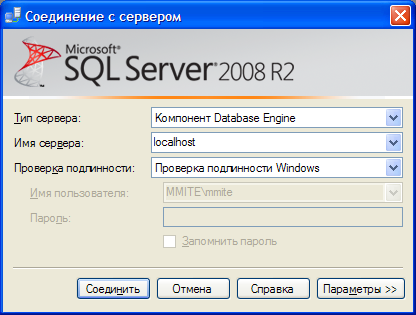 Соединение с сервером
Microsoft®
SQL Server® 2008 R2
Тип сервера: Компонент Database Engine
Имя сервера: localhost
Проверка подлинности: Проверка подлинности Windows
Имя пользователя: MMITE\mmite
Пароль:
Запомнить пароль
Соединить Отмена Справка Параметры >>